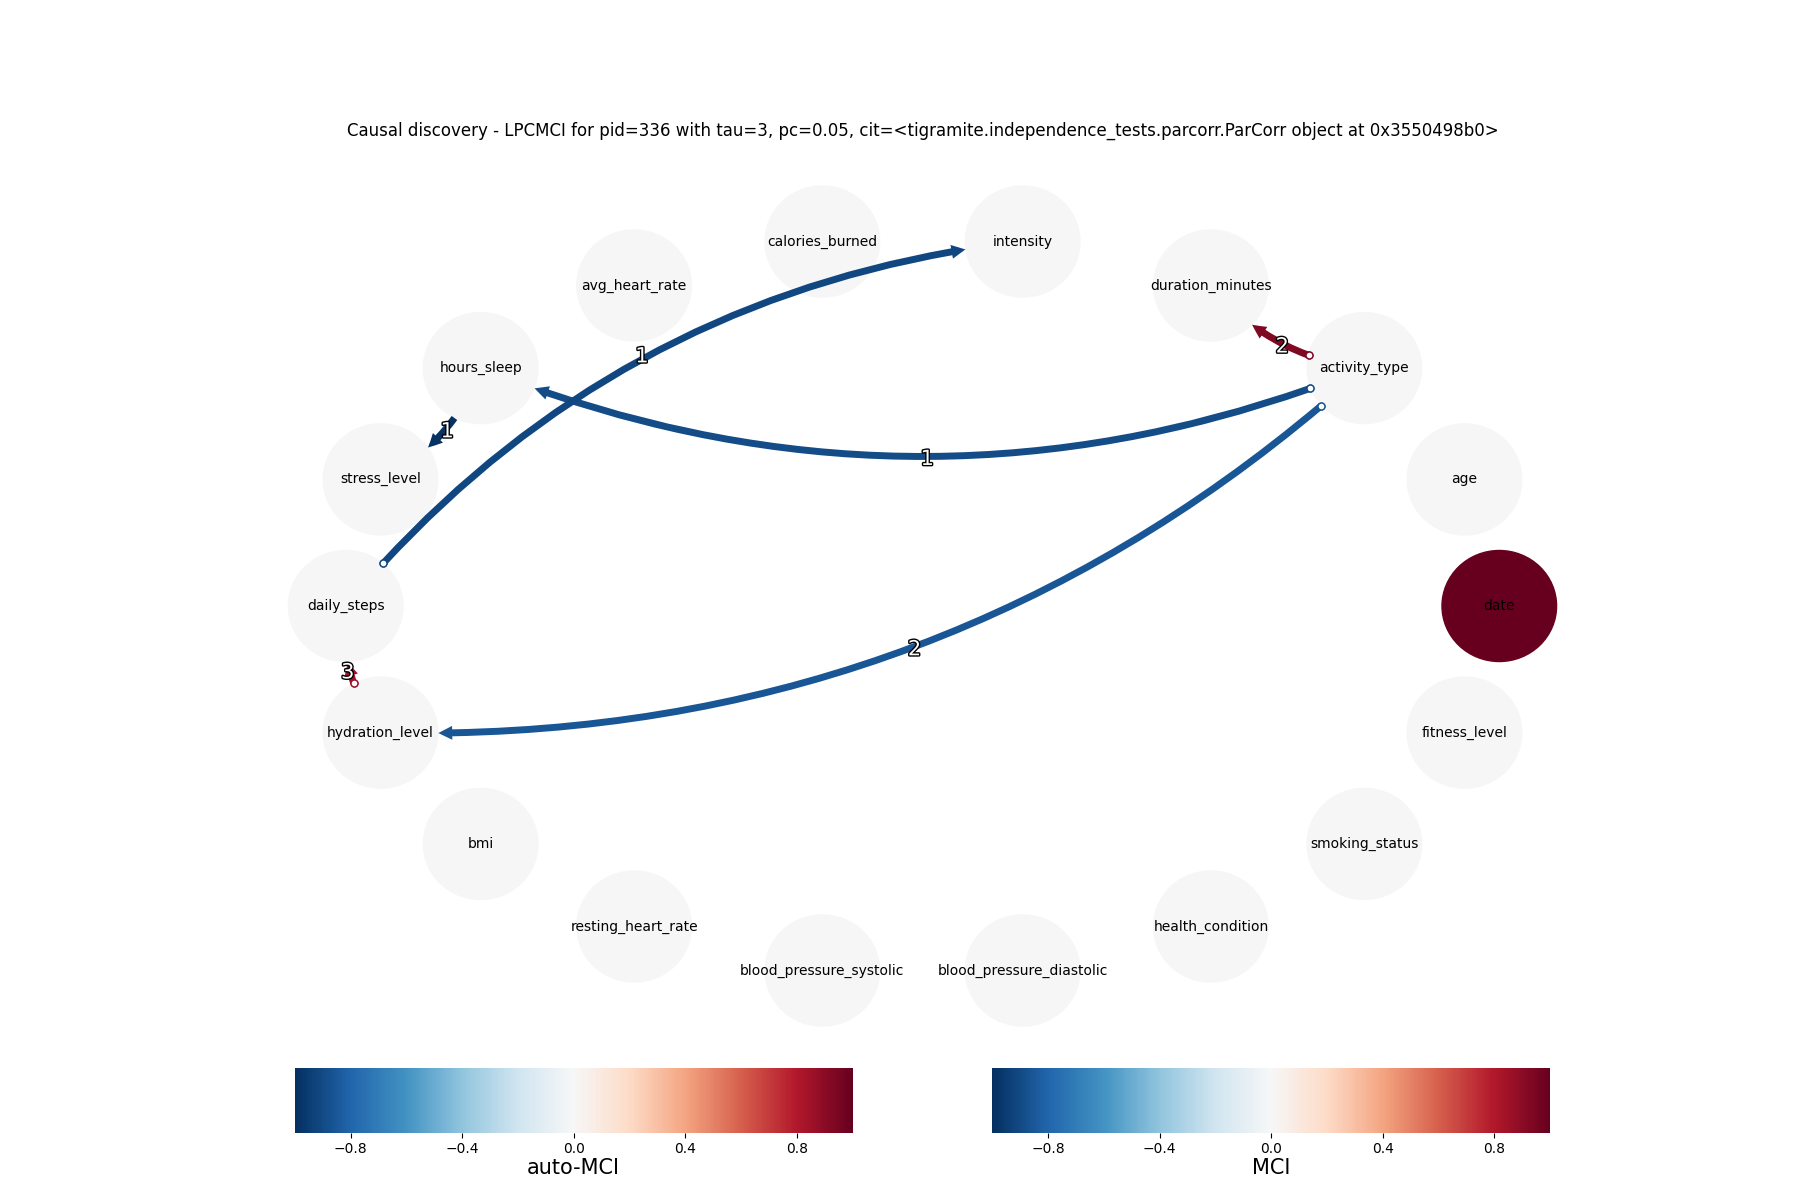 Causal discovery - LPCMCI for pid=336 with tau=3, pc=0.05, cit=<tigramite.independence_tests.parcorr.ParCorr object at 0x3550498b0>
calories_burned
intensity
avg_heart_rate
duration_minutes
2
1
hours_sleep
activity_type
1
1
stress_level
age
daily_steps
date
2
3
hydration_level
fitness_level
bmi
smoking_status
resting_heart_rate
health_condition
blood_pressure_systolic
blood_pressure_diastolic
−0.8 −0.4 0.0 0.4 0.8
auto-MCI
−0.8 −0.4 0.0 0.4 0.8
MCI